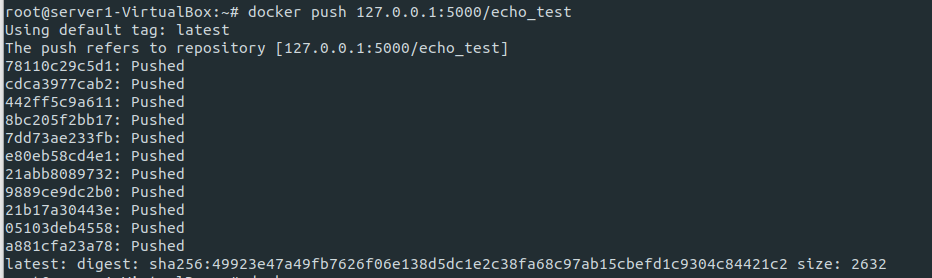 root@server1-VirtualBox:~# docker push 127.0.0.1:5000/echo_test
Using default tag: latest
The push refers to repository [127.0.0.1:5000/echo_test]
78110c29c5d1: Pushed
cdca3977cab2: Pushed
442ff5c9a611: Pushed
8bc205f2bb17: Pushed
7dd73ae233fb: Pushed
e80eb58cd4e1: Pushed
21abb8089732: Pushed
9889ce9dc2b0: Pushed
21b17a30443e: Pushed
05103deb4558: Pushed
a881cfa23a78: Pushed
latest: digest: sha256:49923e47a49fb7626f06e138d5dc1e2c38fa68c97ab15cbefd1c9304c84421c2 size: 2632